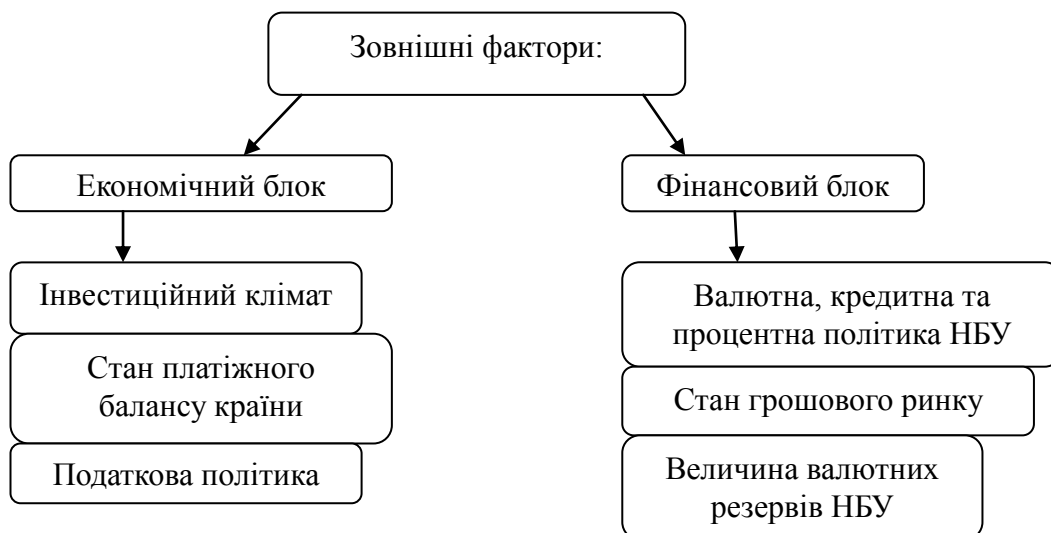 Зовнішні фактори:
Економічний блок
Фінансовий блок
Інвестиційний клімат
Стан платіжного
балансу країни
Податкова політика
Валютна, кредитна та
процентна політика НБУ
Стан грошового ринку
Величина валютних
резервів НБУ